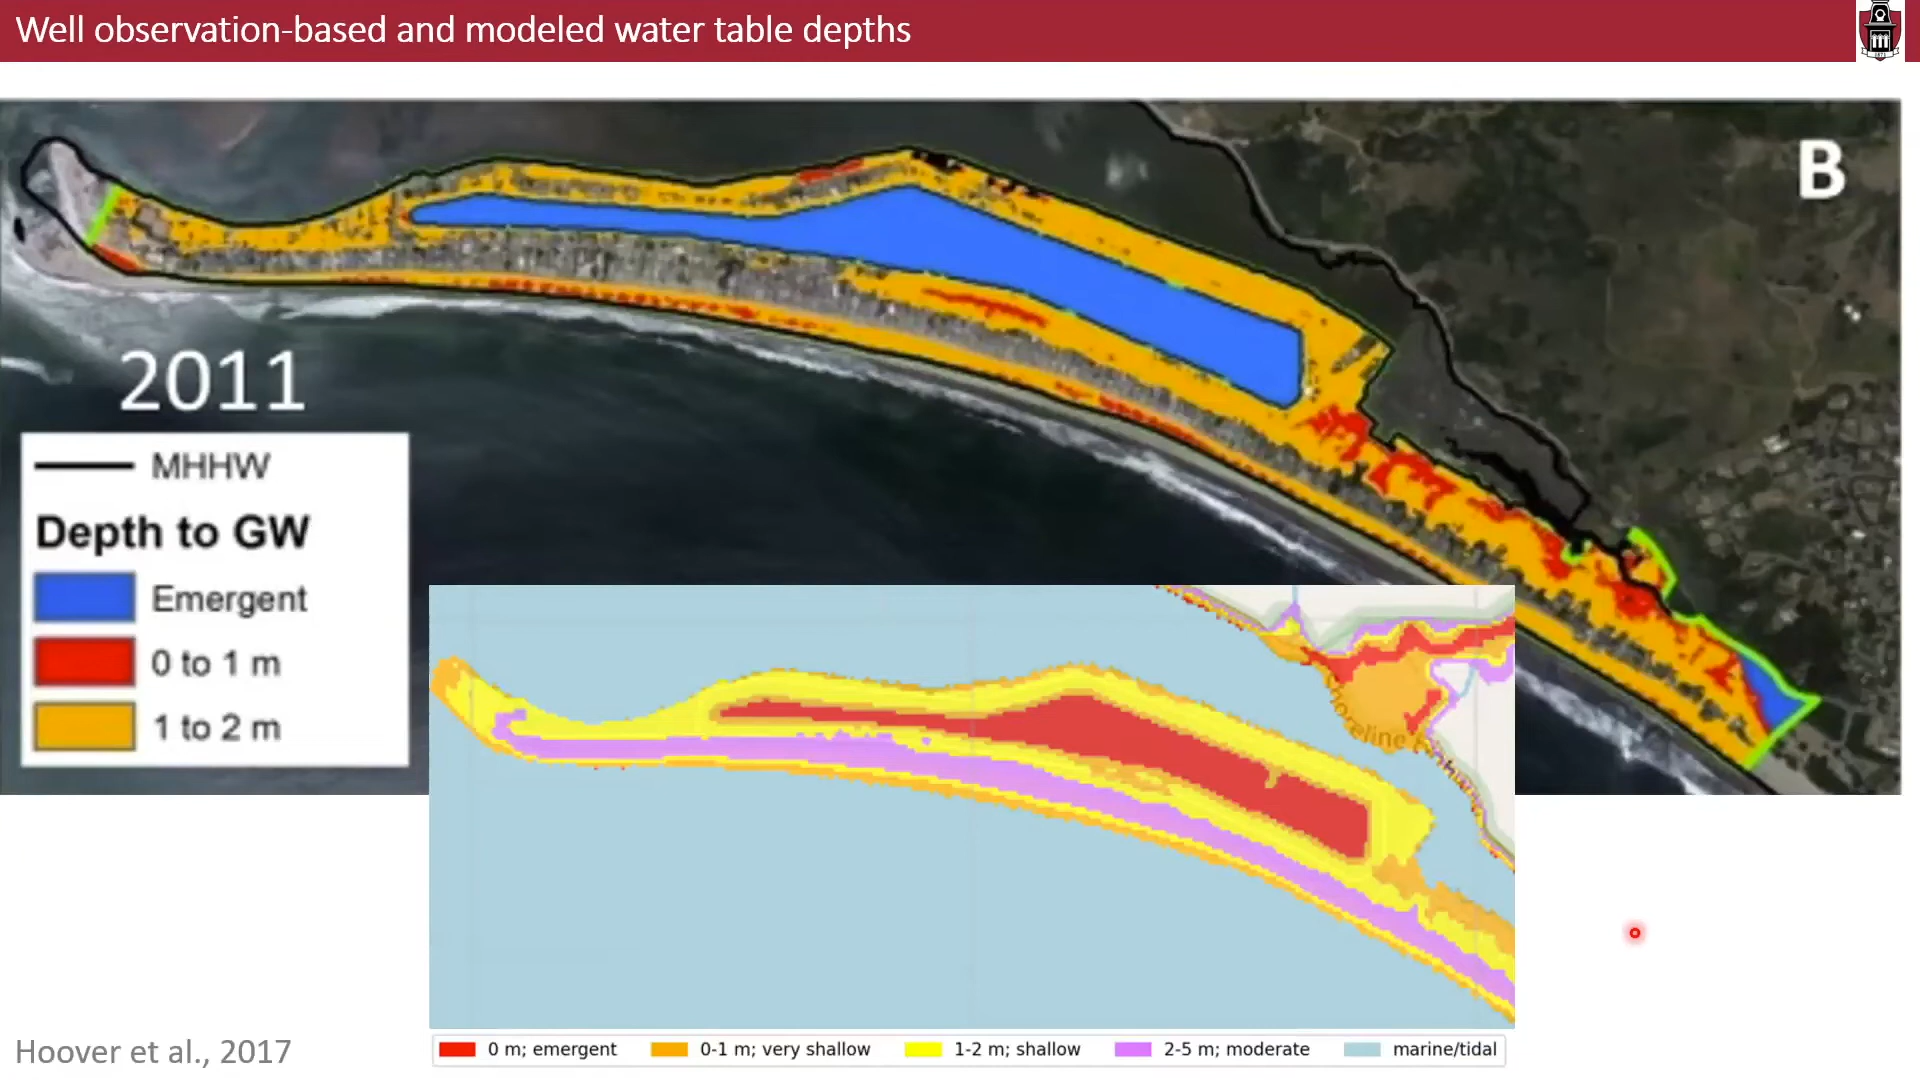 Well observation-based and modeled water table depths
B
2011
MHHW
Depth to GW
Emergent
0 to 1 m
1 to 2 m
Shoreline Highway
0 m; emergent
0-1 m; very shallow
1-2 m; shallow
2-5 m; moderate
marine/tidal
Hoover et al., 2017